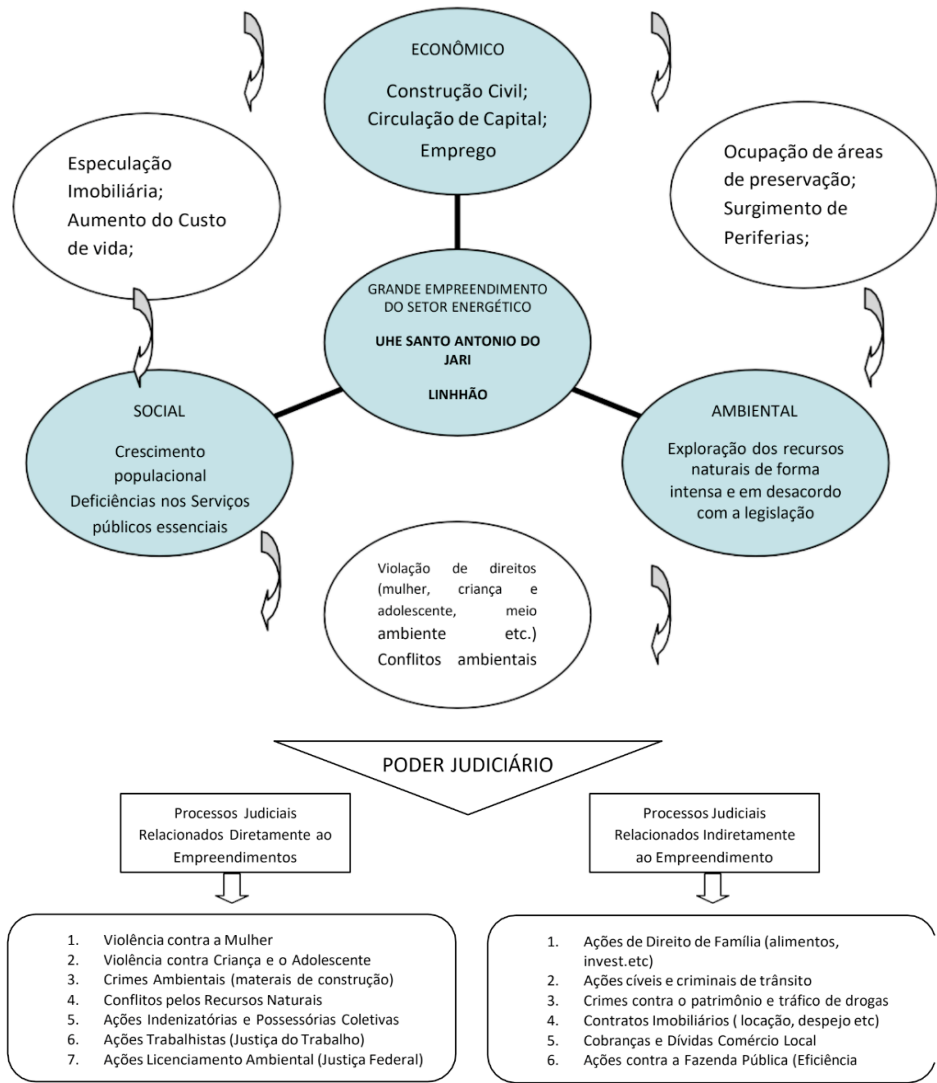 ECONÔMICO
Construção Civil;
Circulação de Capital;
Emprego
Especulação
Imobiliária;
Aumento do Custo
de vida;
Ocupação de áreas
de preservação;
Surgimento de
Periferias;
GRANDE EMPREENDIMENTO
DO SETOR ENERGÉTICO
UHE SANTO ANTONIO DO
JARI
LINHHÃO
SOCIAL
Crescimento
populacional
Deficiências nos Serviços
públicos essenciais
AMBIENTAL
Exploração dos recursos
naturais de forma
intensa e em desacordo
com a legislação
Violação de direitos
(mulher, criança e
adolescente, meio
ambiente etc.)
Conflitos ambientais
PODER JUDICIÁRIO
Processos Judiciais
Relacionados Diretamente ao
Empreendimentos
Processos Judiciais
Relacionados Indiretamente
ao Empreendimento
1. Violência contra a Mulher
2. Violência contra Criança e o Adolescente
3. Crimes Ambientais (materais de construção)
4. Conflitos pelos Recursos Naturais
5. Ações Indenizatórias e Possessórias Coletivas
6. Ações Trabalhistas (Justiça do Trabalho)
7. Ações Licenciamento Ambiental (Justiça Federal)
1. Ações de Direito de Família (alimentos,
invest.etc)
2. Ações cíveis e criminais de trânsito
3. Crimes contra o patrimônio e tráfico de drogas
4. Contratos Imobiliários ( locação, despejo etc)
5. Cobranças e Dívidas Comércio Local
6. Ações contra a Fazenda Pública (Eficiência